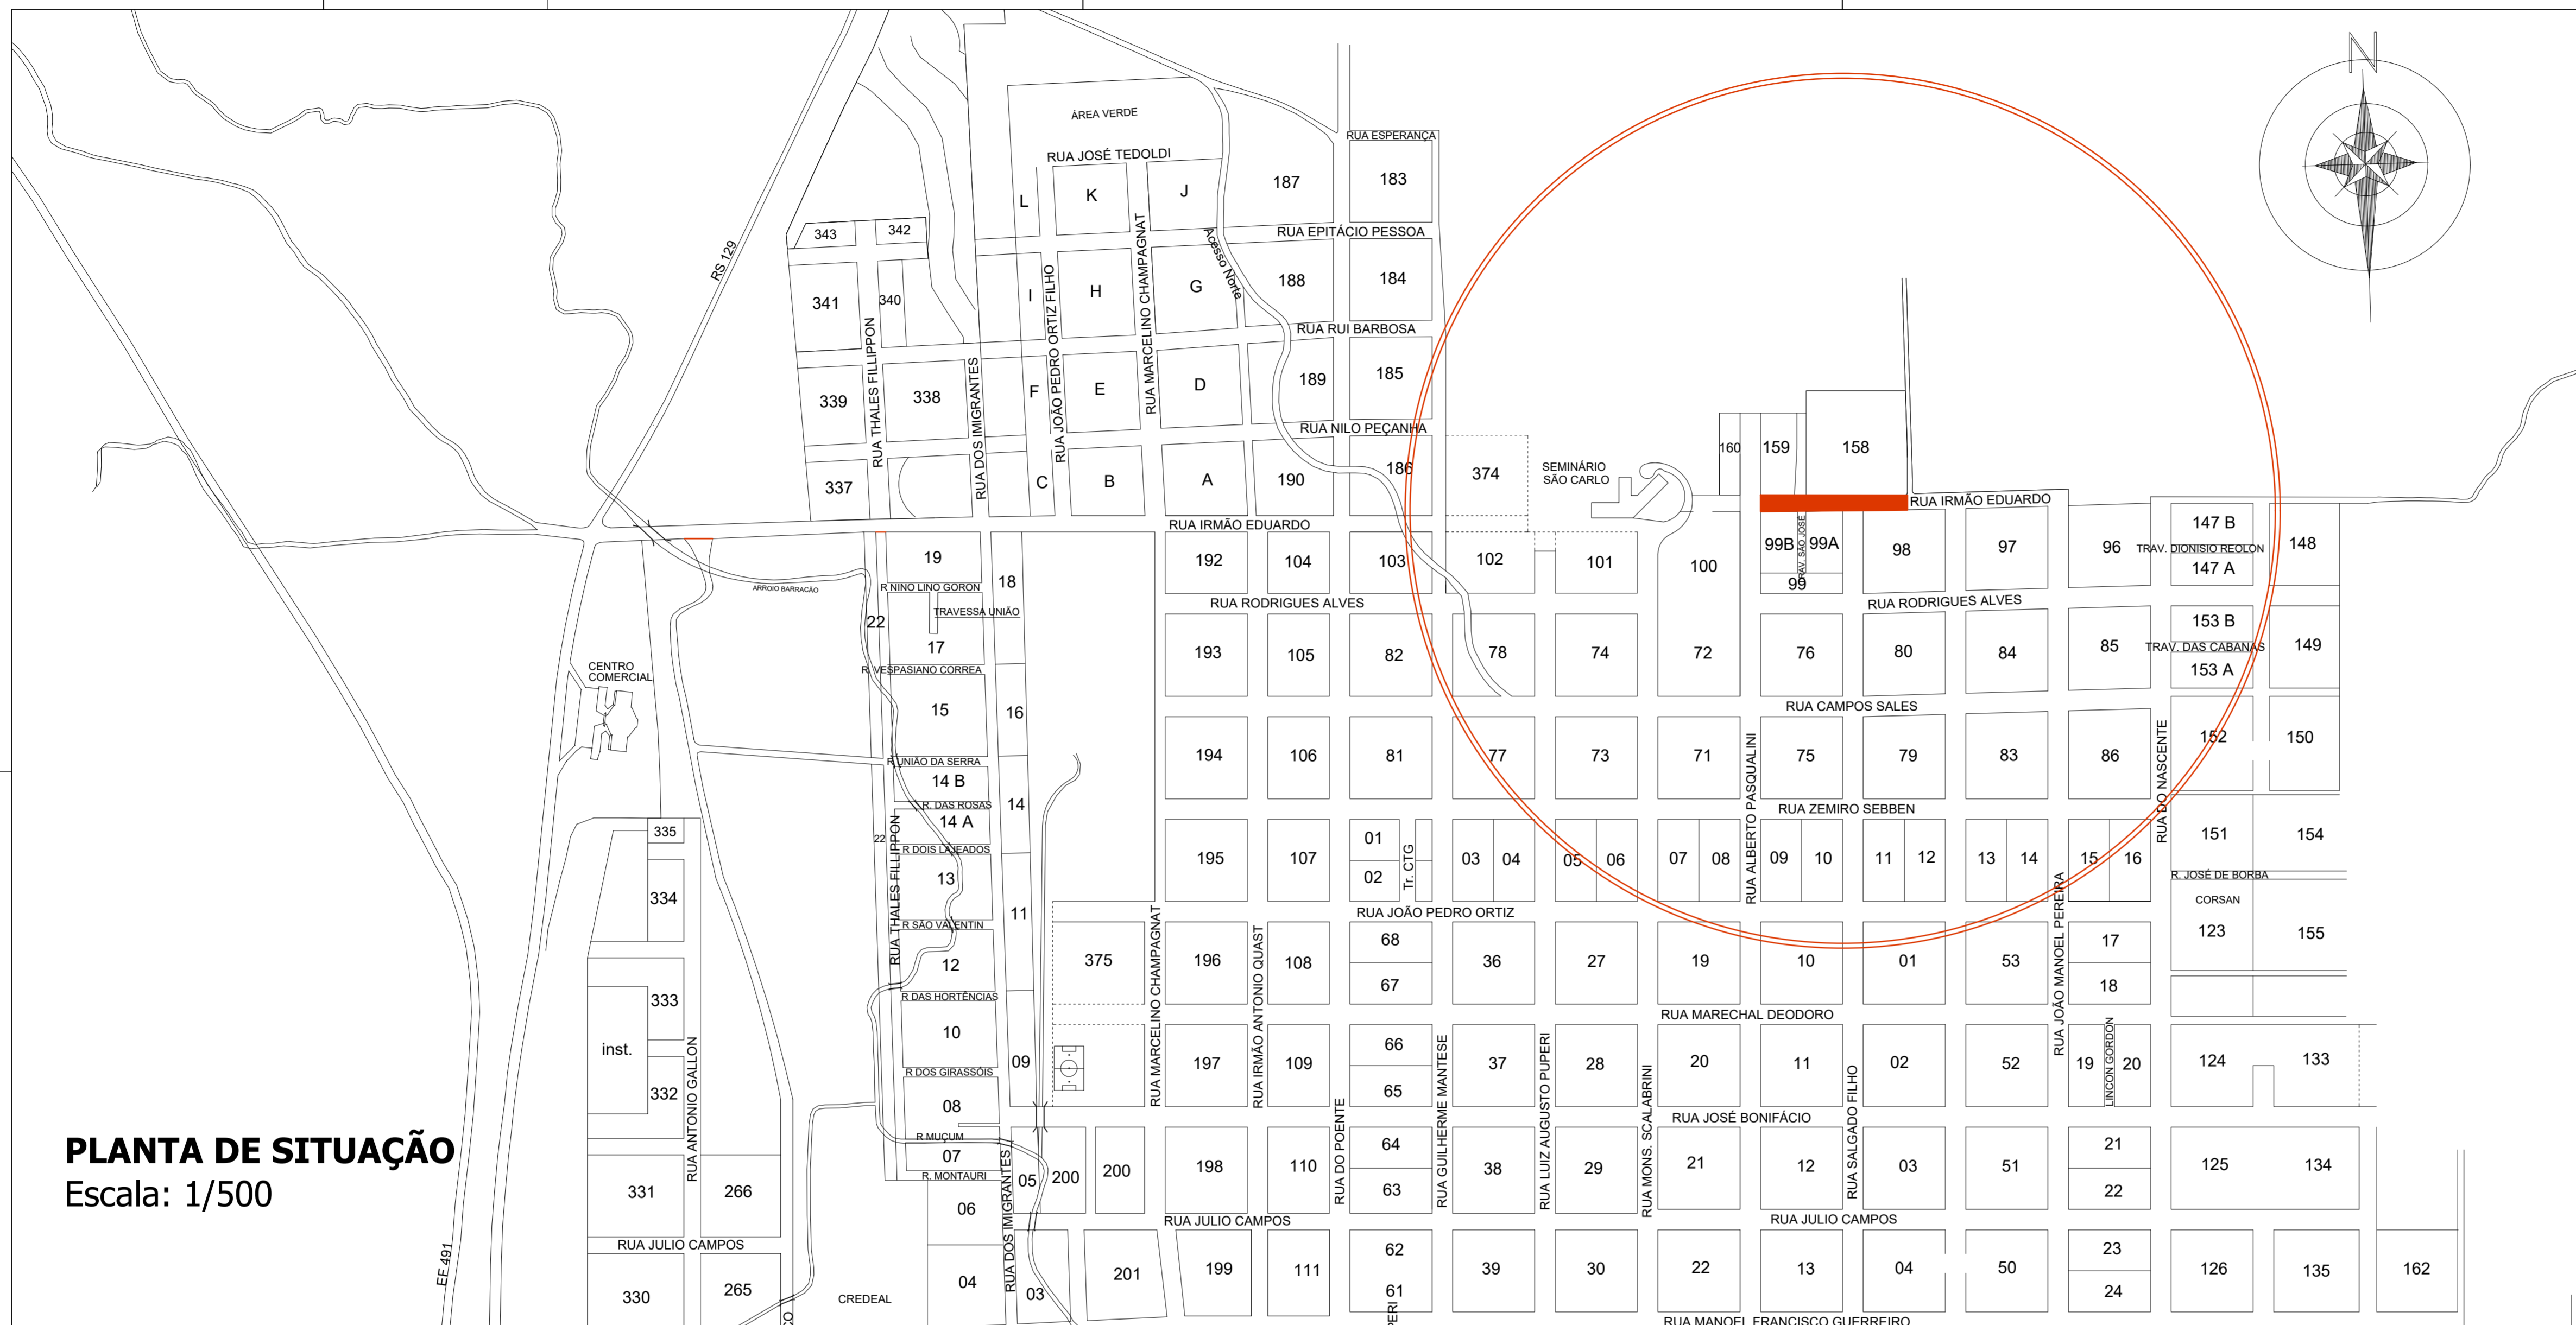 N
ÁREA VERDE
RUA ESPERANÇA
RUA JOSÉ TEDOLDI
187
183
L
K
J
RUA EPITÁCIO PESSOA
343
342
RS 129
Acesso Norte
RUA MARCELINO CHAMPAGNAT
RUA JOÃO PEDRO ORTIZ FILHO
341
340
I
H
G
188
184
RUA THALES FILLIPPON
RUA RUI BARBOSA
RUA DOS IMIGRANTES
339
338
F
E
D
189
185
RUA NILO PEÇANHA
337
C
B
A
190
186
374
SEMINÁRIO
SÃO CARLO
160
159
158
RUA IRMÃO EDUARDO
RUA IRMÃO EDUARDO
19
18
192
104
103
102
101
100
99B
TRAV. SÃO JOSÉ
99A
99
98
97
96
147 B
TRAV. DIONISIO REOLON
147 A
148
ARROIO BARRACÃO
R NINO LINO GORON
RUA RODRIGUES ALVES
RUA RODRIGUES ALVES
22
TRAVESSA UNIÃO
17
R. VESPASIANO CORREA
193
105
82
78
74
72
76
80
84
85
153 B
TRAV. DAS CABANAS
153 A
149
CENTRO
COMERCIAL
15
16
RUA CAMPOS SALES
194
106
81
77
73
71
RUA ALBERTO PASQUALINI
75
79
83
86
RUA DO NASCENTE
152
150
R UNIÃO DA SERRA
14 B
R. DAS ROSAS
14
14 A
RUA ZEMIRO SEBBEN
335
22
RUA THALES FILLIPPON
R DOIS LAJEADOS
13
195
107
01
02
Tr. CTG
03
04
05
06
07
08
09
10
11
12
13
14
15
16
151
154
R. JOSÉ DE BORBA
CORSAN
334
11
R SÃO VALENTIN
RUA JOÃO PEDRO ORTIZ
12
375
RUA MARCELINO CHAMPAGNAT
196
RUA IRMÃO ANTONIO QUAST
108
68
67
36
27
19
10
01
53
RUA JOÃO MANOEL PEREIRA
17
18
123
155
333
R DAS HORTÊNCIAS
RUA MARECHAL DEODORO
inst.
10
09
197
109
66
65
RUA GUILHERME MANTESE
37
RUA LUIZ AUGUSTO PUPERI
28
RUA MONS. SCALABRINI
20
11
RUA SALGADO FILHO
02
52
19
LINCON GORDON
20
124
133
332
RUA ANTONIO GALLON
R DOS GIRASSÓIS
08
RUA JOSÉ BONIFÁCIO
R MUÇUM
07
R. MONTAURI
PLANTA DE SITUAÇÃO
Escala: 1/500
331
266
06
RUA DOS IMIGRANTES
05
200
200
198
110
RUA DO POENTE
64
63
38
29
21
12
03
51
21
22
125
134
RUA JULIO CAMPOS
RUA JULIO CAMPOS
RUA JULIO CAMPOS
EF 491
330
265
CREDEAL
04
03
201
199
111
62
61
39
30
22
13
04
50
23
24
126
135
162
RUA MANOEL FRANCISCO GUERREIRO